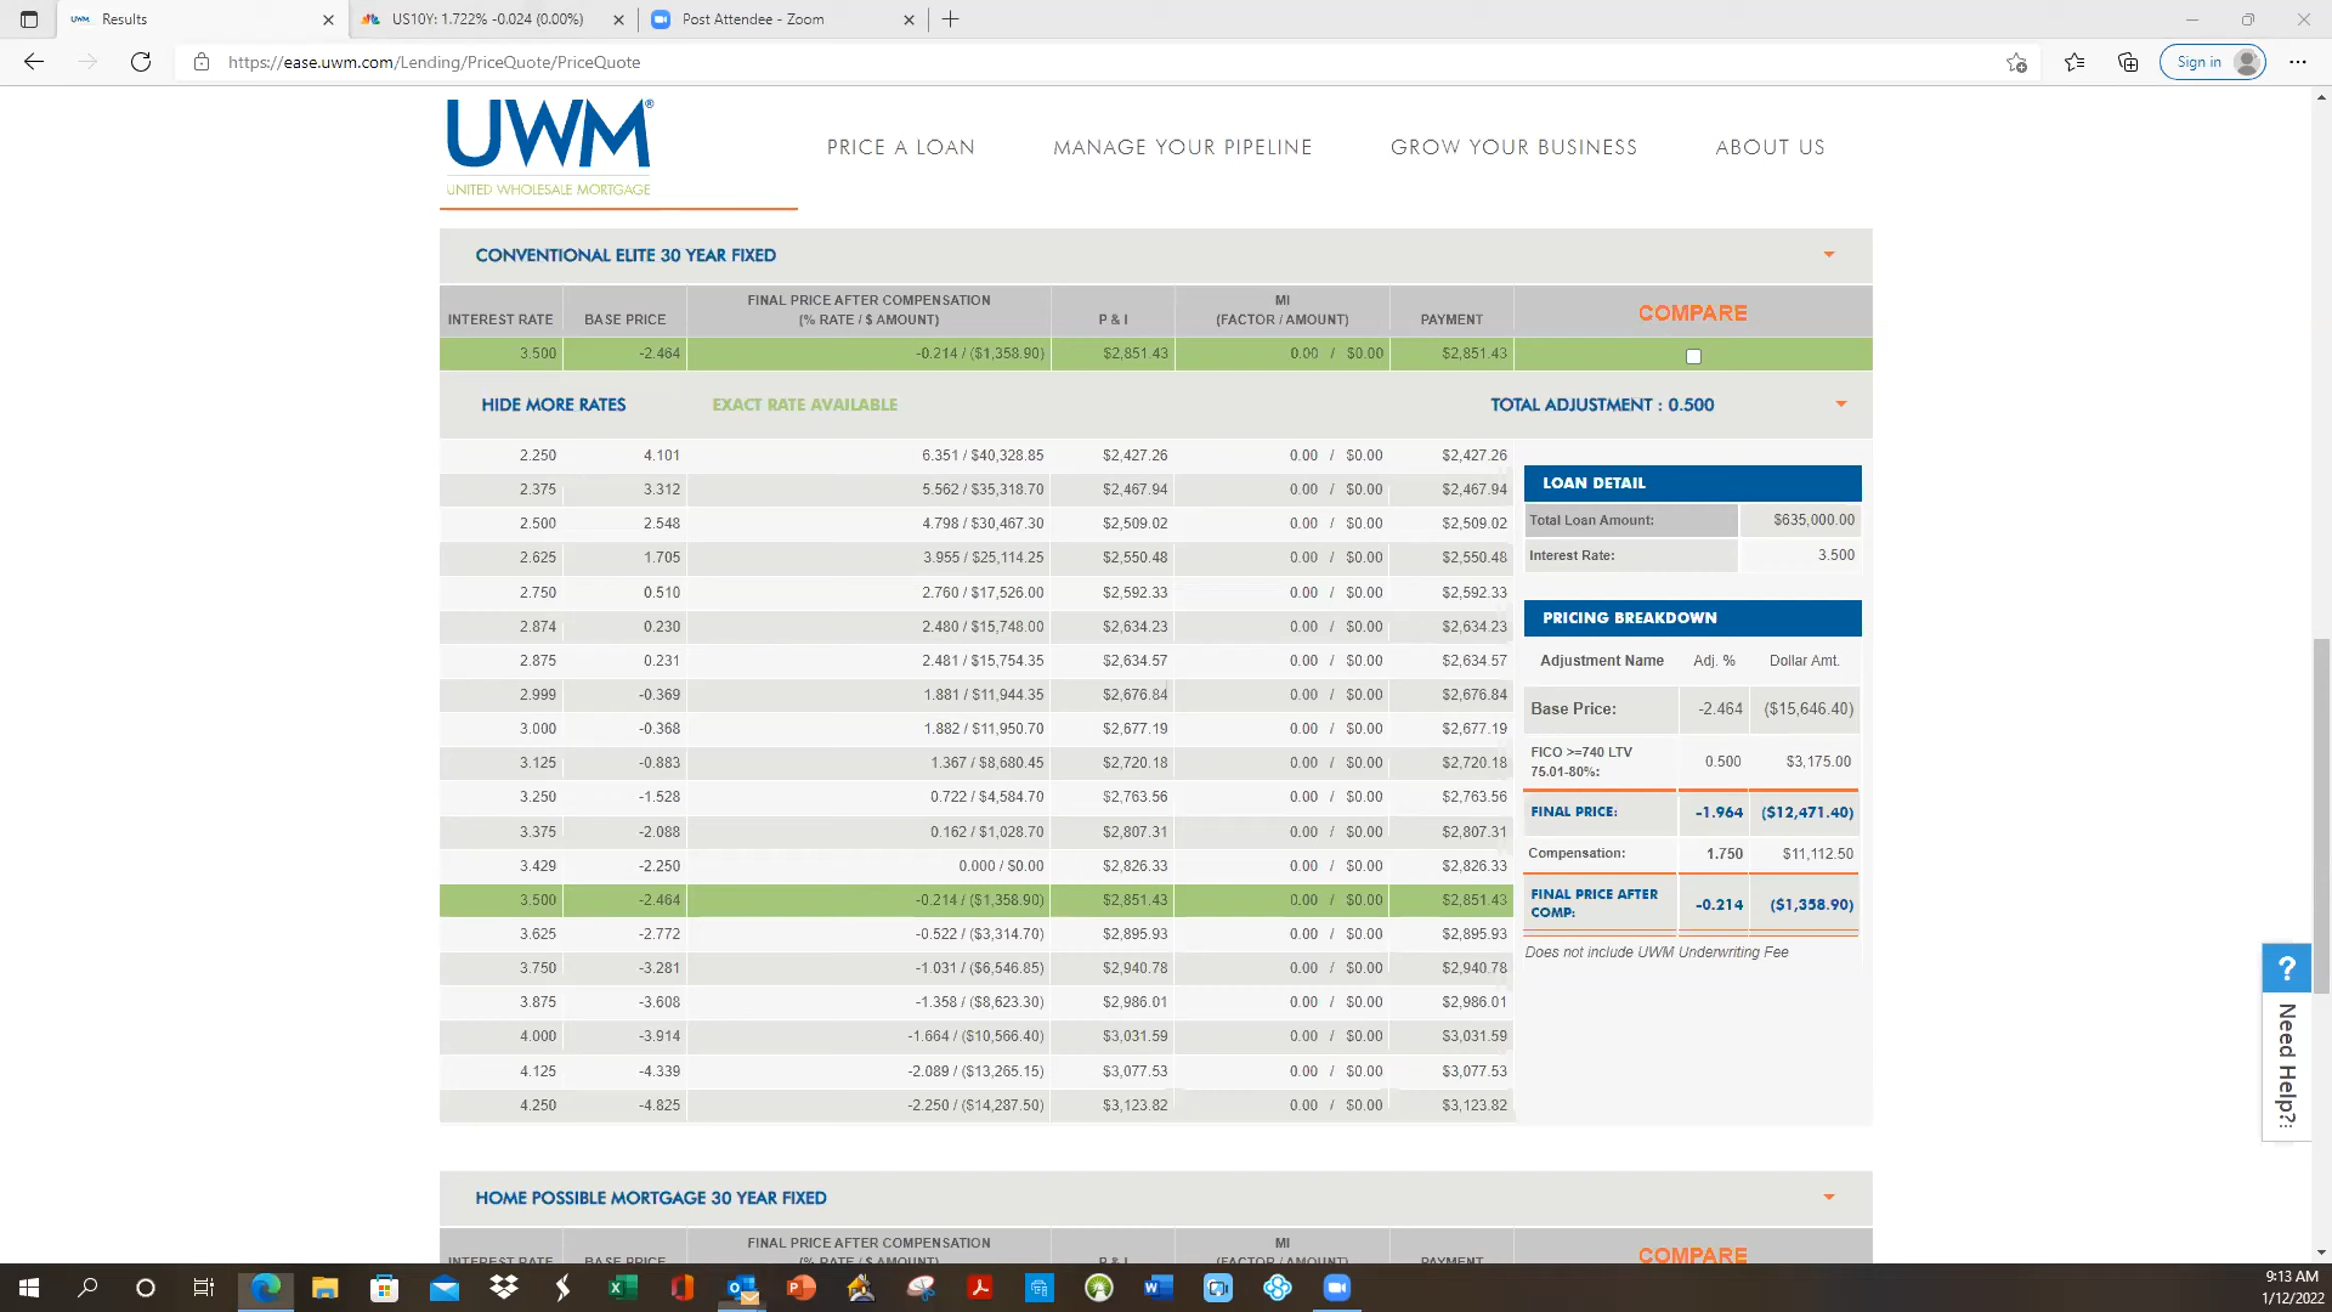 Results
US10Y: 1.722% -0.024 (0.00%)
Post Attendee - Zoom
https://ease.uwm.com/Lending/PriceQuote/PriceQuote
Sign in
UWM®
UNITED WHOLESALE MORTGAGE
PRICE A LOAN MANAGE YOUR PIPELINE GROW YOUR BUSINESS ABOUT US
CONVENTIONAL ELITE 30 YEAR FIXED
INTEREST RATE BASE PRICE FINAL PRICE AFTER COMPENSATION (% RATE / $ AMOUNT) P & I MI (FACTOR / AMOUNT) PAYMENT COMPARE
3.500 -2.464 -0.214 / ($1,358.90) $2,851.43 0.00 / $0.00 $2,851.43
HIDE MORE RATES EXACT RATE AVAILABLE TOTAL ADJUSTMENT : 0.500
2.250 4.101 6.351 / $40,328.85 $2,427.26 0.00 / $0.00 $2,427.26
2.375 3.312 5.562 / $35,318.70 $2,467.94 0.00 / $0.00 $2,467.94
2.500 2.548 4.798 / $30,467.30 $2,509.02 0.00 / $0.00 $2,509.02
2.625 1.705 3.955 / $25,114.25 $2,550.48 0.00 / $0.00 $2,550.48
2.750 0.510 2.760 / $17,526.00 $2,592.33 0.00 / $0.00 $2,592.33
2.874 0.230 2.480 / $15,748.00 $2,634.23 0.00 / $0.00 $2,634.23
2.875 0.231 2.481 / $15,754.35 $2,634.57 0.00 / $0.00 $2,634.57
2.999 -0.369 1.881 / $11,944.35 $2,676.84 0.00 / $0.00 $2,676.84
3.000 -0.368 1.882 / $11,950.70 $2,677.19 0.00 / $0.00 $2,677.19
3.125 -0.883 1.367 / $8,680.45 $2,720.18 0.00 / $0.00 $2,720.18
3.250 -1.528 0.722 / $4,584.70 $2,763.56 0.00 / $0.00 $2,763.56
3.375 -2.088 0.162 / $1,028.70 $2,807.31 0.00 / $0.00 $2,807.31
3.429 -2.250 0.000 / $0.00 $2,826.33 0.00 / $0.00 $2,826.33
3.500 -2.464 -0.214 / ($1,358.90) $2,851.43 0.00 / $0.00 $2,851.43
3.625 -2.772 -0.522 / ($3,314.70) $2,895.93 0.00 / $0.00 $2,895.93
3.750 -3.281 -1.031 / ($6,546.85) $2,940.78 0.00 / $0.00 $2,940.78
3.875 -3.608 -1.358 / ($8,623.30) $2,986.01 0.00 / $0.00 $2,986.01
4.000 -3.914 -1.664 / ($10,566.40) $3,031.59 0.00 / $0.00 $3,031.59
4.125 -4.339 -2.089 / ($13,265.15) $3,077.53 0.00 / $0.00 $3,077.53
4.250 -4.825 -2.250 / ($14,287.50) $3,123.82 0.00 / $0.00 $3,123.82
LOAN DETAIL
Total Loan Amount: $635,000.00
Interest Rate: 3.500
PRICING BREAKDOWN
Adjustment Name Adj. % Dollar Amt.
Base Price: -2.464 ($15,646.40)
FICO >=740 LTV 75.01-80%: 0.500 $3,175.00
FINAL PRICE: -1.964 ($12,471.40)
Compensation: 1.750 $11,112.50
FINAL PRICE AFTER COMP: -0.214 ($1,358.90)
Does not include UWM Underwriting Fee
?
Need Help?
HOME POSSIBLE MORTGAGE 30 YEAR FIXED
INTEREST RATE BASE PRICE FINAL PRICE AFTER COMPENSATION (% RATE / $ AMOUNT) P & I MI (FACTOR / AMOUNT) PAYMENT COMPARE
9:13 AM
1/12/2022